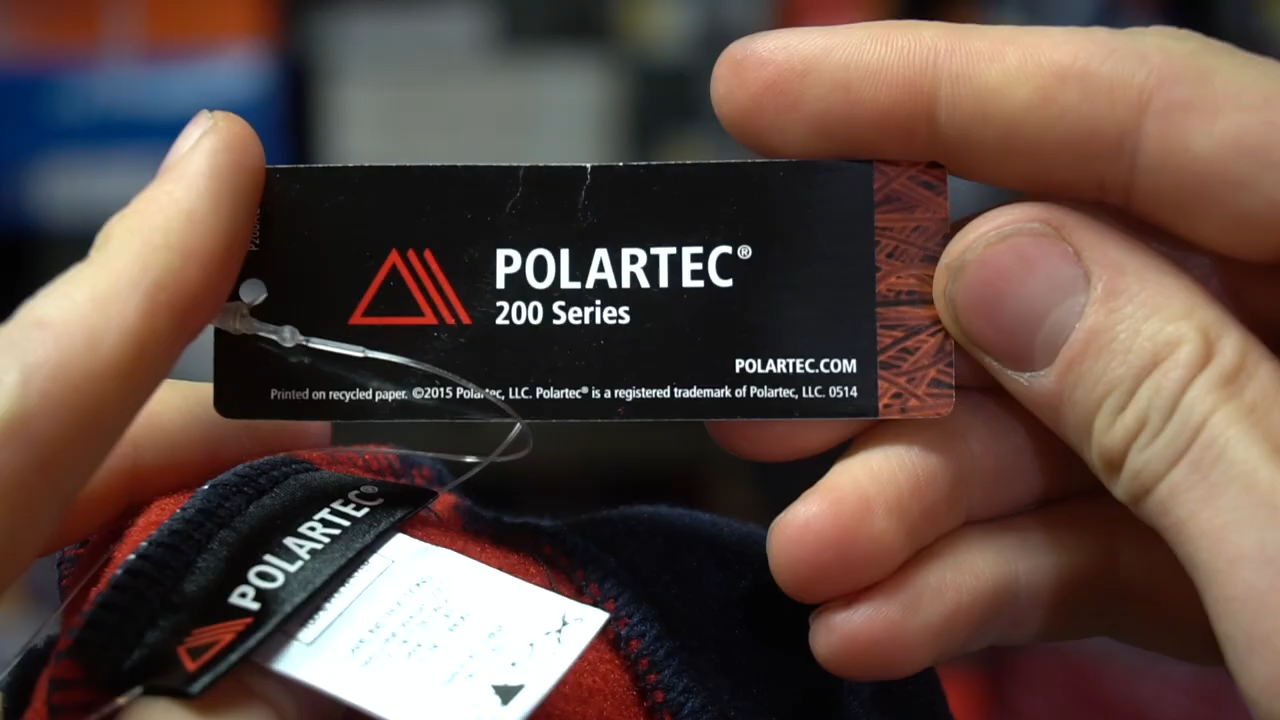 POLARTEC®
200 Series
POLARTEC.COM
Printed on recycled paper. ©2015 Polartec, LLC. Polartec® is a registered trademark of Polartec, LLC. 0514
POLARTEC®